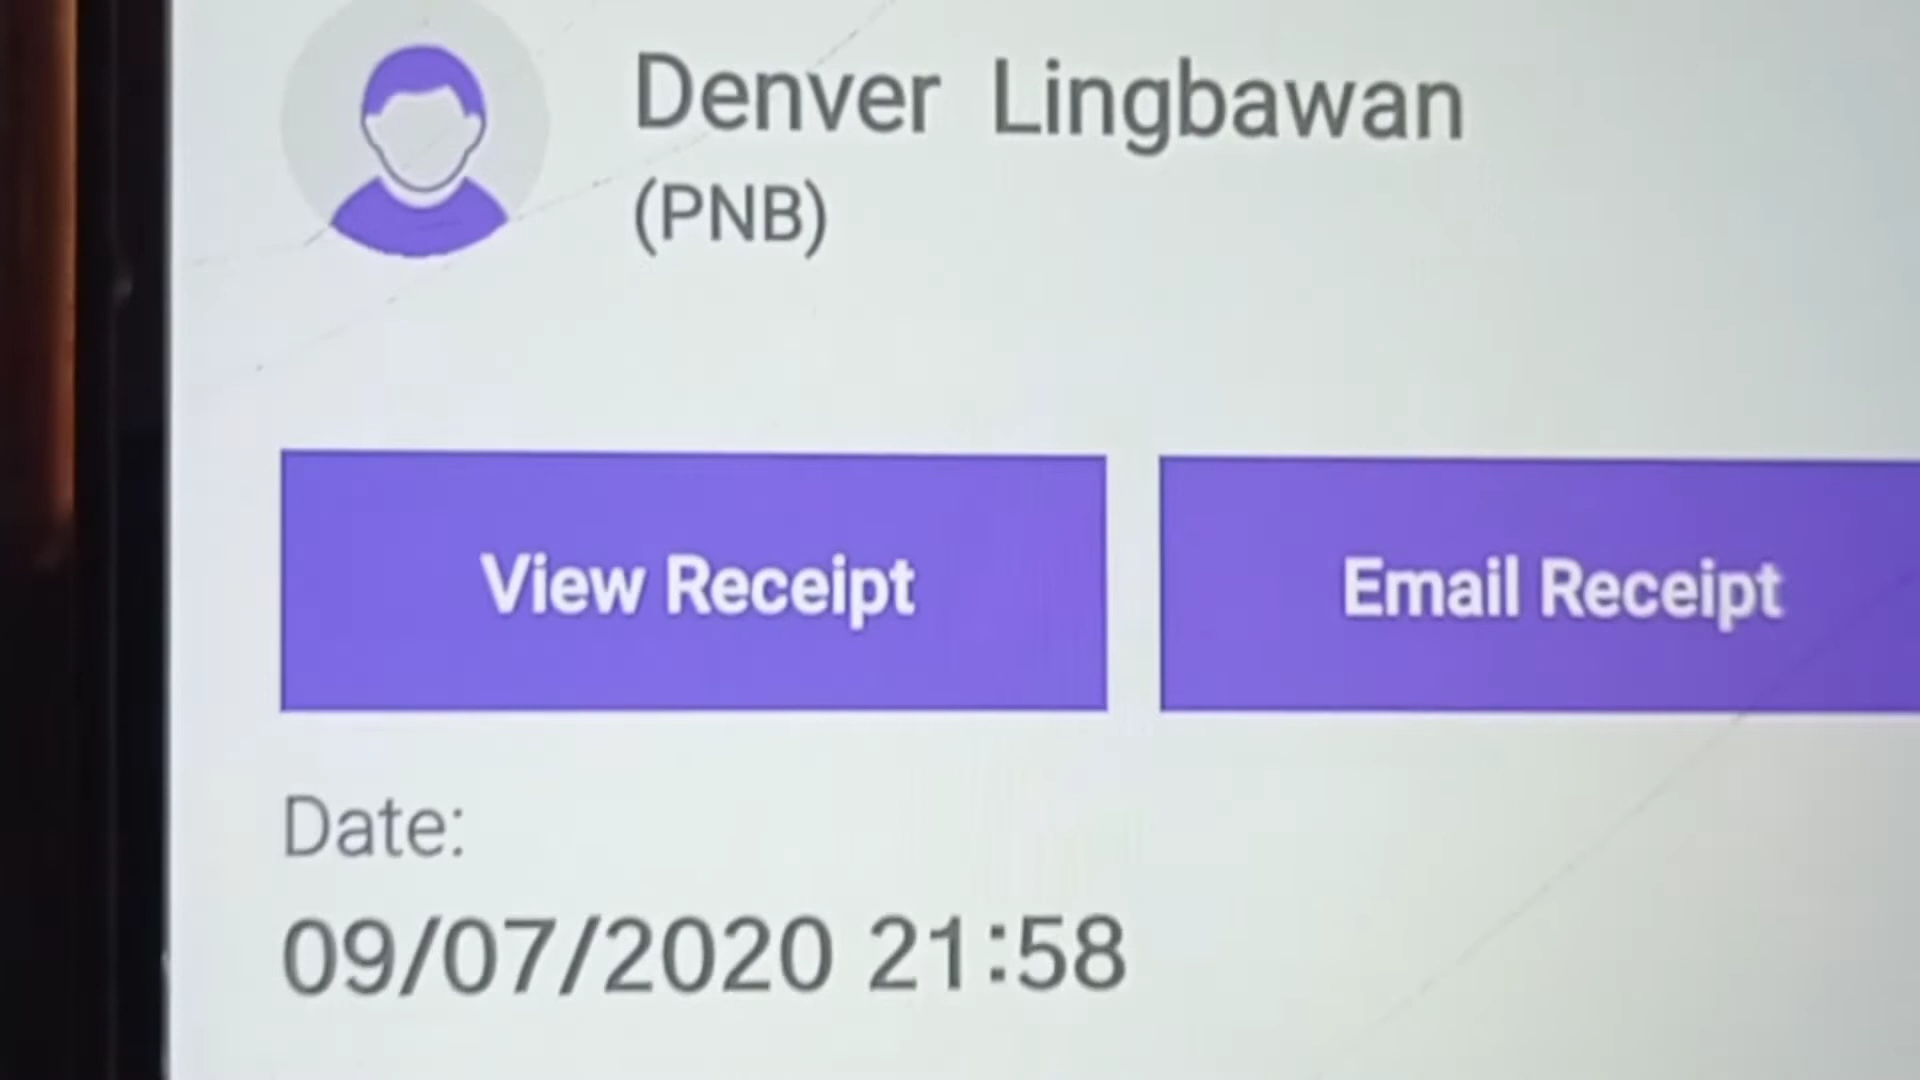 Denver Lingbawan
(PNB)
View Receipt
Email Receipt
Date:
09/07/2020 21:58